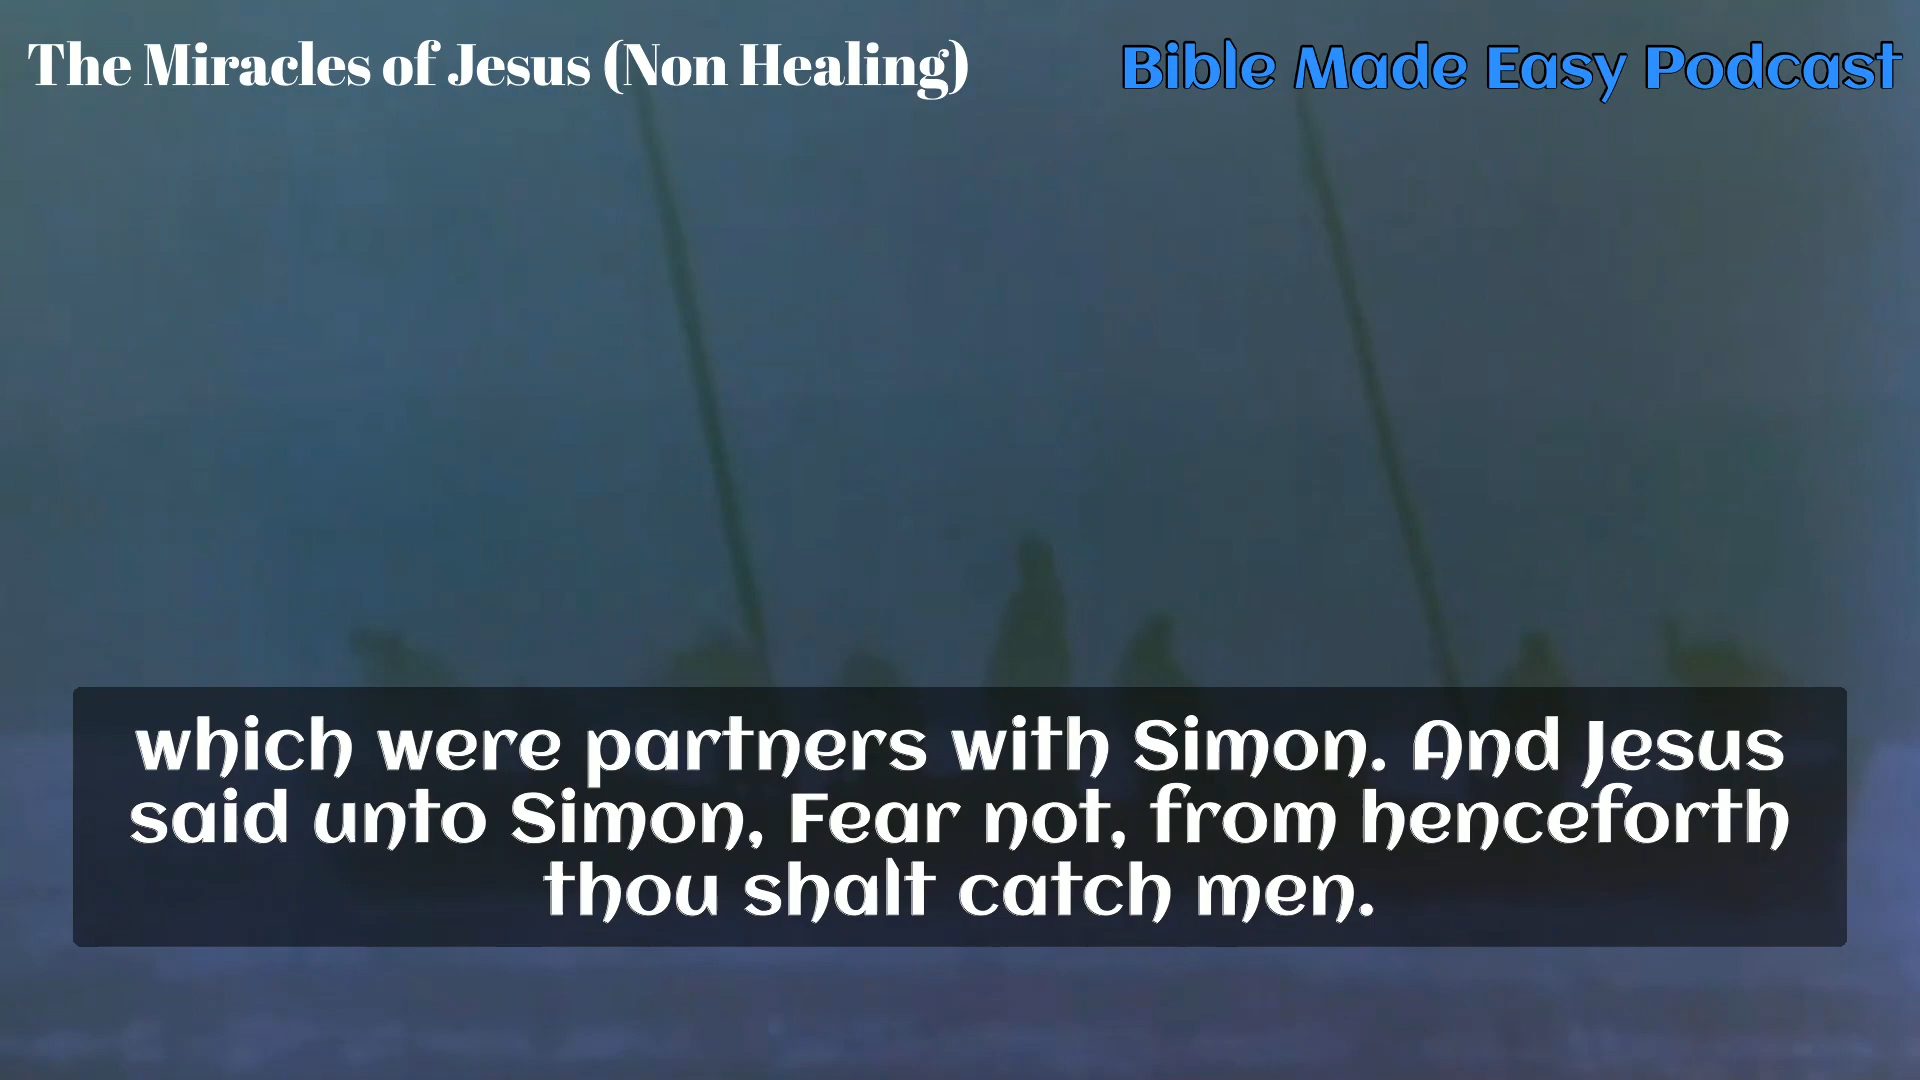 The Miracles of Jesus (Non Healing)
Bible Made Easy Podcast
which were partners with Simon. And Jesus
said unto Simon, Fear not, from henceforth
thou shalt catch men.